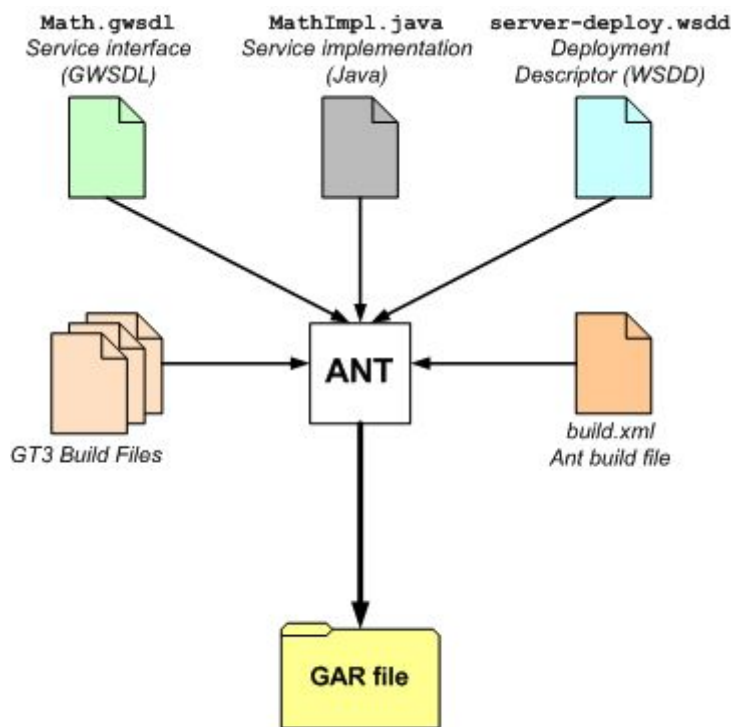 Math.gwsdl
Service interface
(GWSDL)
MathImpl.java
Service implementation
(Java)
server-deploy.wsdd
Deployment
Descriptor (WSDD)
GT3 Build Files
ANT
build.xml
Ant build file
GAR file